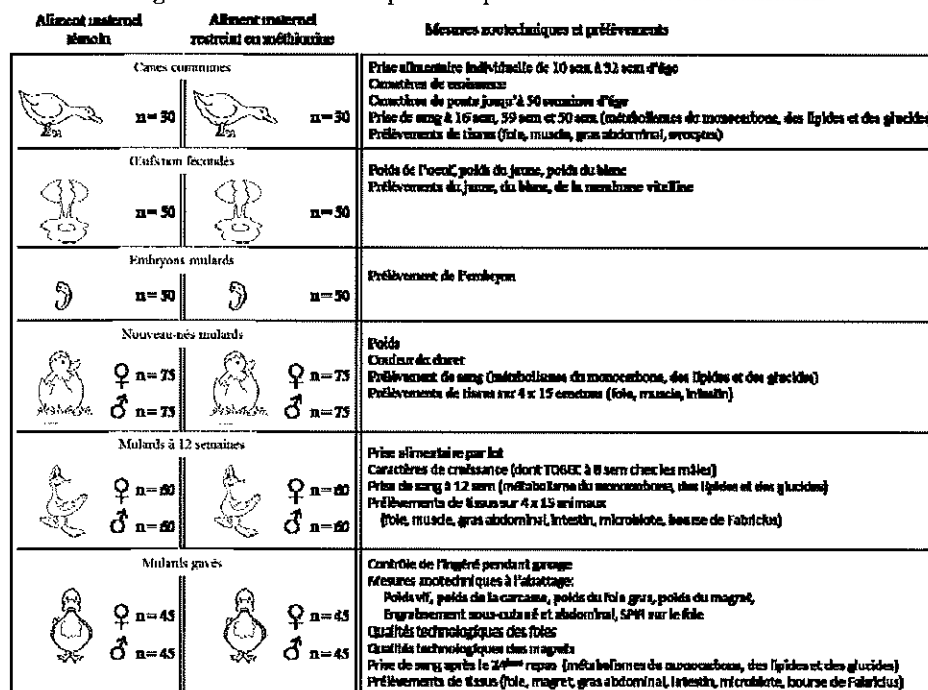 Aliment maternel
témoin
Aliment maternel
restreint en méthionine
Mesures zootechniques et prélèvements
Canes communes
n=30
n=30
Prise alimentaire individuelle de 10 sem à 32 sem d'âge
Caractères de croissance
Caractères de ponte jusqu'à 50 semaines d'âge
Prise de sang à 16 sem, 39 sem et 50 sem (métabolismes du monocarbone, des lipides et des glucides)
Prélèvements de tissus (foie, muscle, gras abdominal, ovocytes)
Œufs non fécondés
n=50
n=50
Poids de l'oeuf, poids du jaune, poids du blanc
Prélèvements du jaune, du blanc, de la membrane vitelline
Embryons mulards
n=30
n=30
Prélèvement de l'embryon
Nouveau-nés mulards
♀ n=75
♂ n=75
♀ n=75
♂ n=75
Poids
Couleur du duvet
Prélèvement de sang (métabolismes du monocarbone, des lipides et des glucides)
Prélèvements de tissus sur 4 x 15 canetons (foie, muscle, intestin)
Mulards à 12 semaines
♀ n=60
♂ n=60
♀ n=60
♂ n=60
Prise alimentaire par lot
Caractères de croissance (dont TOBEC à 8 sem chez les mâles)
Prise de sang à 12 sem (métabolisme du monocarbone, des lipides et des glucides)
Prélèvements de tissus sur 4 x 15 animaux
(foie, muscle, gras abdominal, intestin, microbiote, bourse de Fabricius)
Mulards gavés
♀ n=45
♂ n=45
♀ n=45
♂ n=45
Contrôle de l'ingéré pendant gavage
Mesures zootechniques à l'abattage:
Poids vif, poids de la carcasse, poids du foie gras, poids du magret,
Engraissement sous-cutané et abdominal, SPIR sur le foie
Qualités technologiques des foies
Qualités technologiques des magrets
Prise de sang après le 24ème repas (métabolismes du monocarbone, des lipides et des glucides)
Prélèvements de tissus (foie, magret, gras abdominal, intestin, microbiote, bourse de Fabricius)